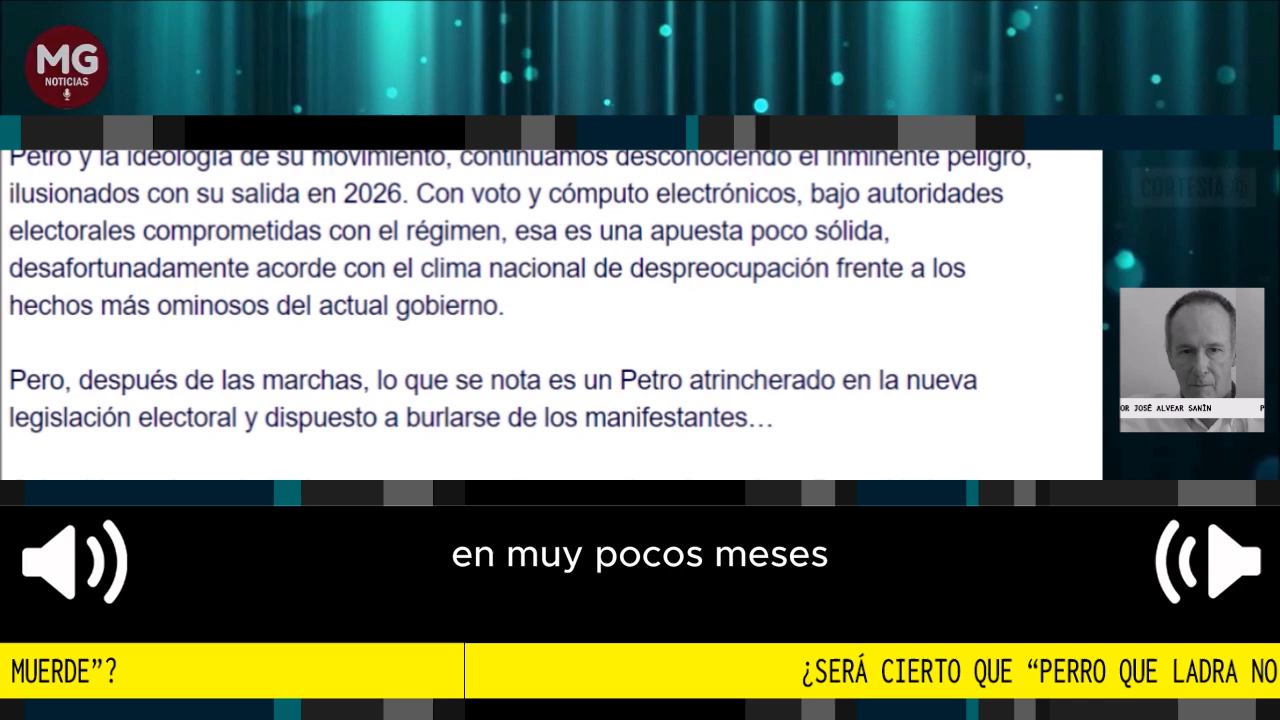 MG
NOTICIAS
Petro y la ideología de su movimiento, continuamos desconociendo el inminente peligro,
ilusionados con su salida en 2026. Con voto y cómputo electrónicos, bajo autoridades
electorales comprometidas con el régimen, esa es una apuesta poco sólida,
desafortunadamente acorde con el clima nacional de despreocupación frente a los
hechos más ominosos del actual gobierno.
Pero, después de las marchas, lo que se nota es un Petro atrincherado en la nueva
legislación electoral y dispuesto a burlarse de los manifestantes…
CORTESIA
OR JOSÉ ALVEAR SANÍN P
en muy pocos meses
MUERDE”? ¿SERÁ CIERTO QUE “PERRO QUE LADRA NO